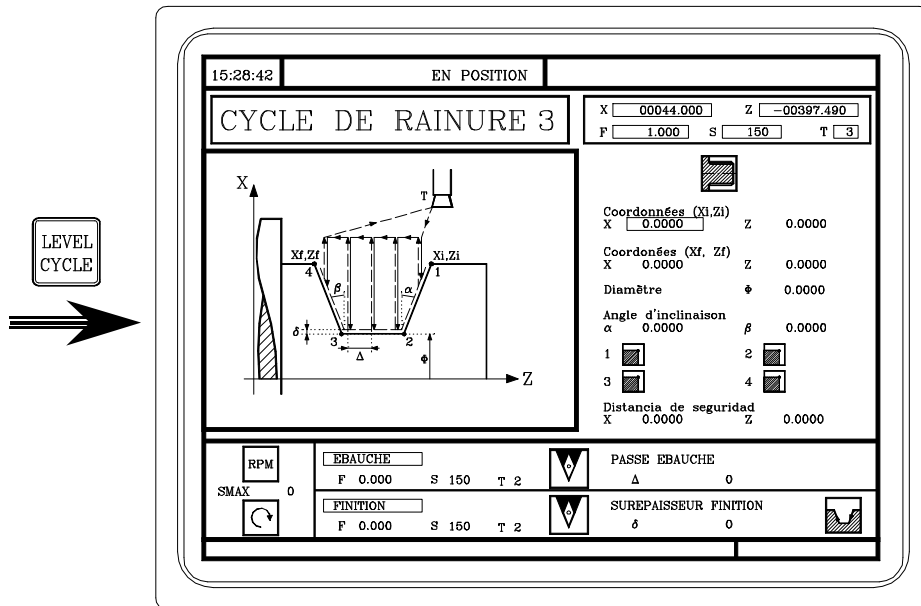 LEVEL
CYCLE
15:28:42 EN POSITION
CYCLE DE RAINURE 3
X 00044.000 Z -00397.490
F 1.000 S 150 T 3
X
T
Xf,Zf
4
Xi,Zi
1
β
α
δ
3
2
Δ
Φ
Z
Coordonnées (Xi,Zi)
X 0.0000 Z 0.0000
Coordonées (Xf, Zf)
X 0.0000 Z 0.0000
Diamètre Φ 0.0000
Angle d'inclinaison
α 0.0000 β 0.0000
1 2
3 4
Distancia de seguridad
X 0.0000 Z 0.0000
RPM
SMAX 0
EBAUCHE
F 0.000 S 150 T 2
PASSE EBAUCHE
Δ 0
FINITION
F 0.000 S 150 T 2
SUREPAISSEUR FINITION
δ 0